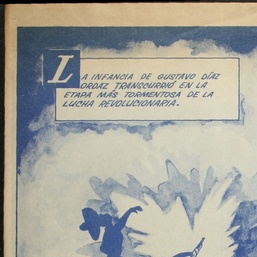 LA INFANCIA DE GUSTAVO DÍAZ
ORDAZ TRANSCURRIÓ EN LA
ETAPA MÁS TORMENTOSA DE LA
LUCHA REVOLUCIONARIA.